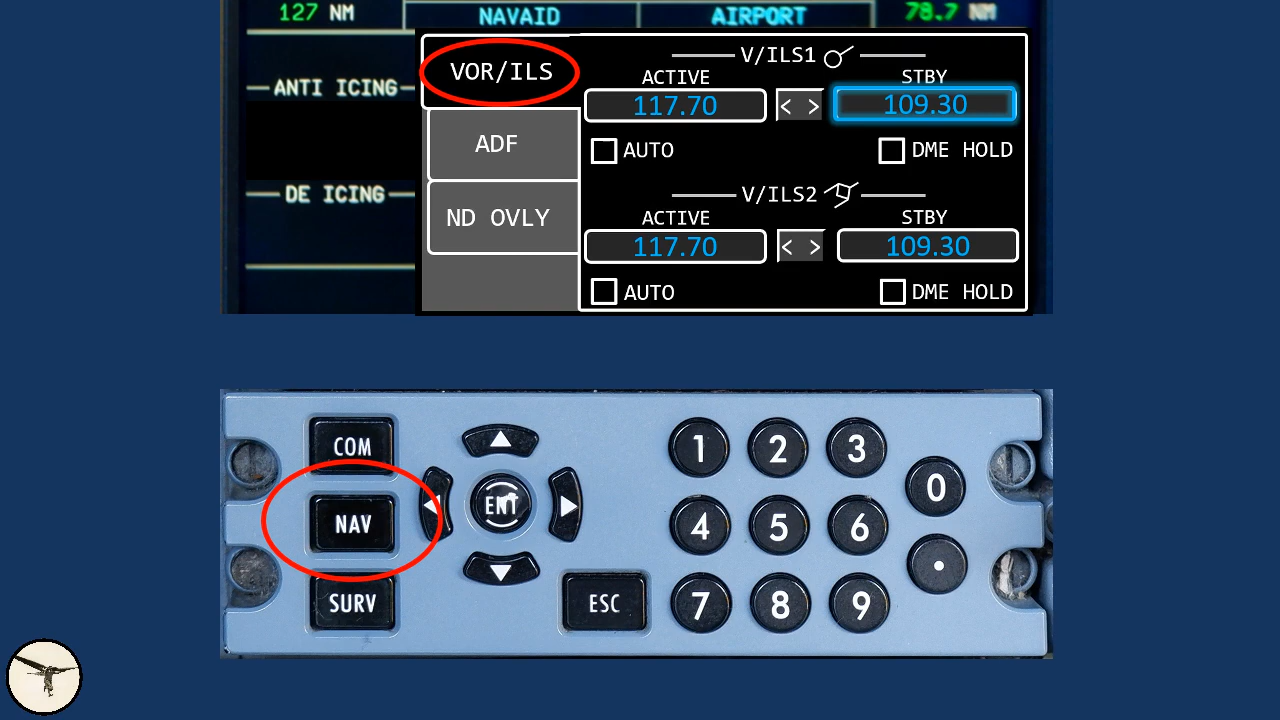 127 NM NAVAID AIRPORT 78.7 NM
ANTI ICING
DE ICING
VOR/ILS
ADF
ND OVLY
V/ILS1
ACTIVE STBY
117.70 < > 109.30
AUTO DME HOLD
V/ILS2
ACTIVE STBY
117.70 < > 109.30
AUTO DME HOLD
COM
NAV
SURV
ENT
ESC
1 2 3
4 5 6
7 8 9
0
.